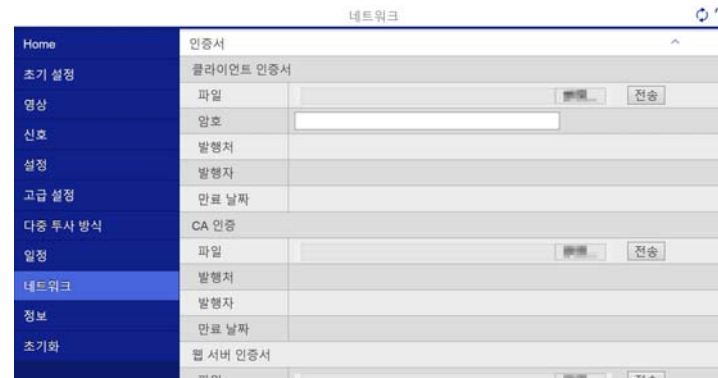 네트워크
Home
초기 설정
영상
신호
설정
고급 설정
다중 투사 방식
일정
네트워크
정보
초기화
인증서
클라이언트 인증서
파일 전송
암호
발행처
발행자
만료 날짜
CA 인증
파일 전송
발행처
발행자
만료 날짜
웹 서버 인증서